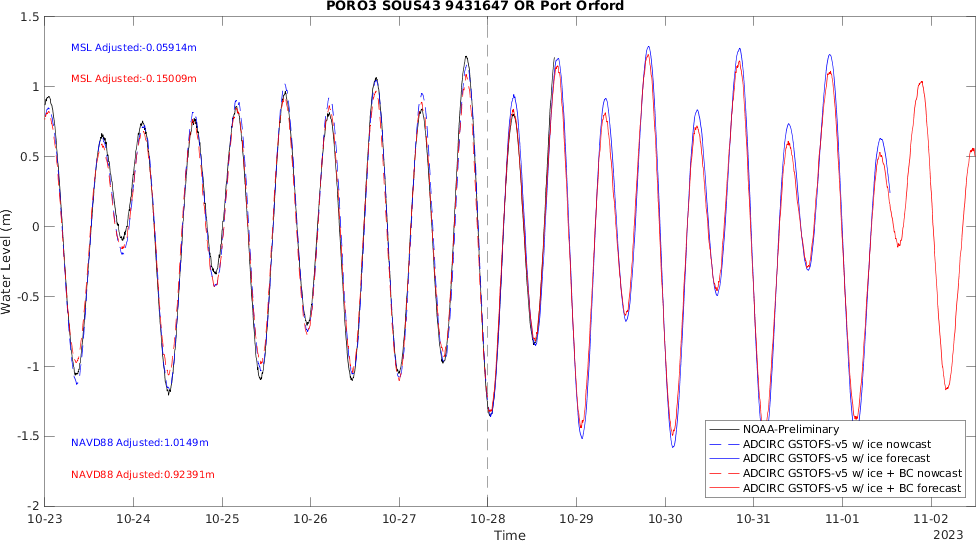 PORO3 SOUS43 9431647 OR Port Orford
1.5
1
0.5
0
-0.5
-1
-1.5
-2
Water Level (m)
MSL Adjusted:-0.05914m
MSL Adjusted:-0.15009m
NAVD88 Adjusted:1.0149m
NAVD88 Adjusted:0.92391m
NOAA-Preliminary
ADCIRC GSTOFS-v5 w/ ice nowcast
ADCIRC GSTOFS-v5 w/ ice forecast
ADCIRC GSTOFS-v5 w/ ice + BC nowcast
ADCIRC GSTOFS-v5 w/ ice + BC forecast
10-23 10-24 10-25 10-26 10-27 10-28 10-29 10-30 10-31 11-01 11-02
Time
2023